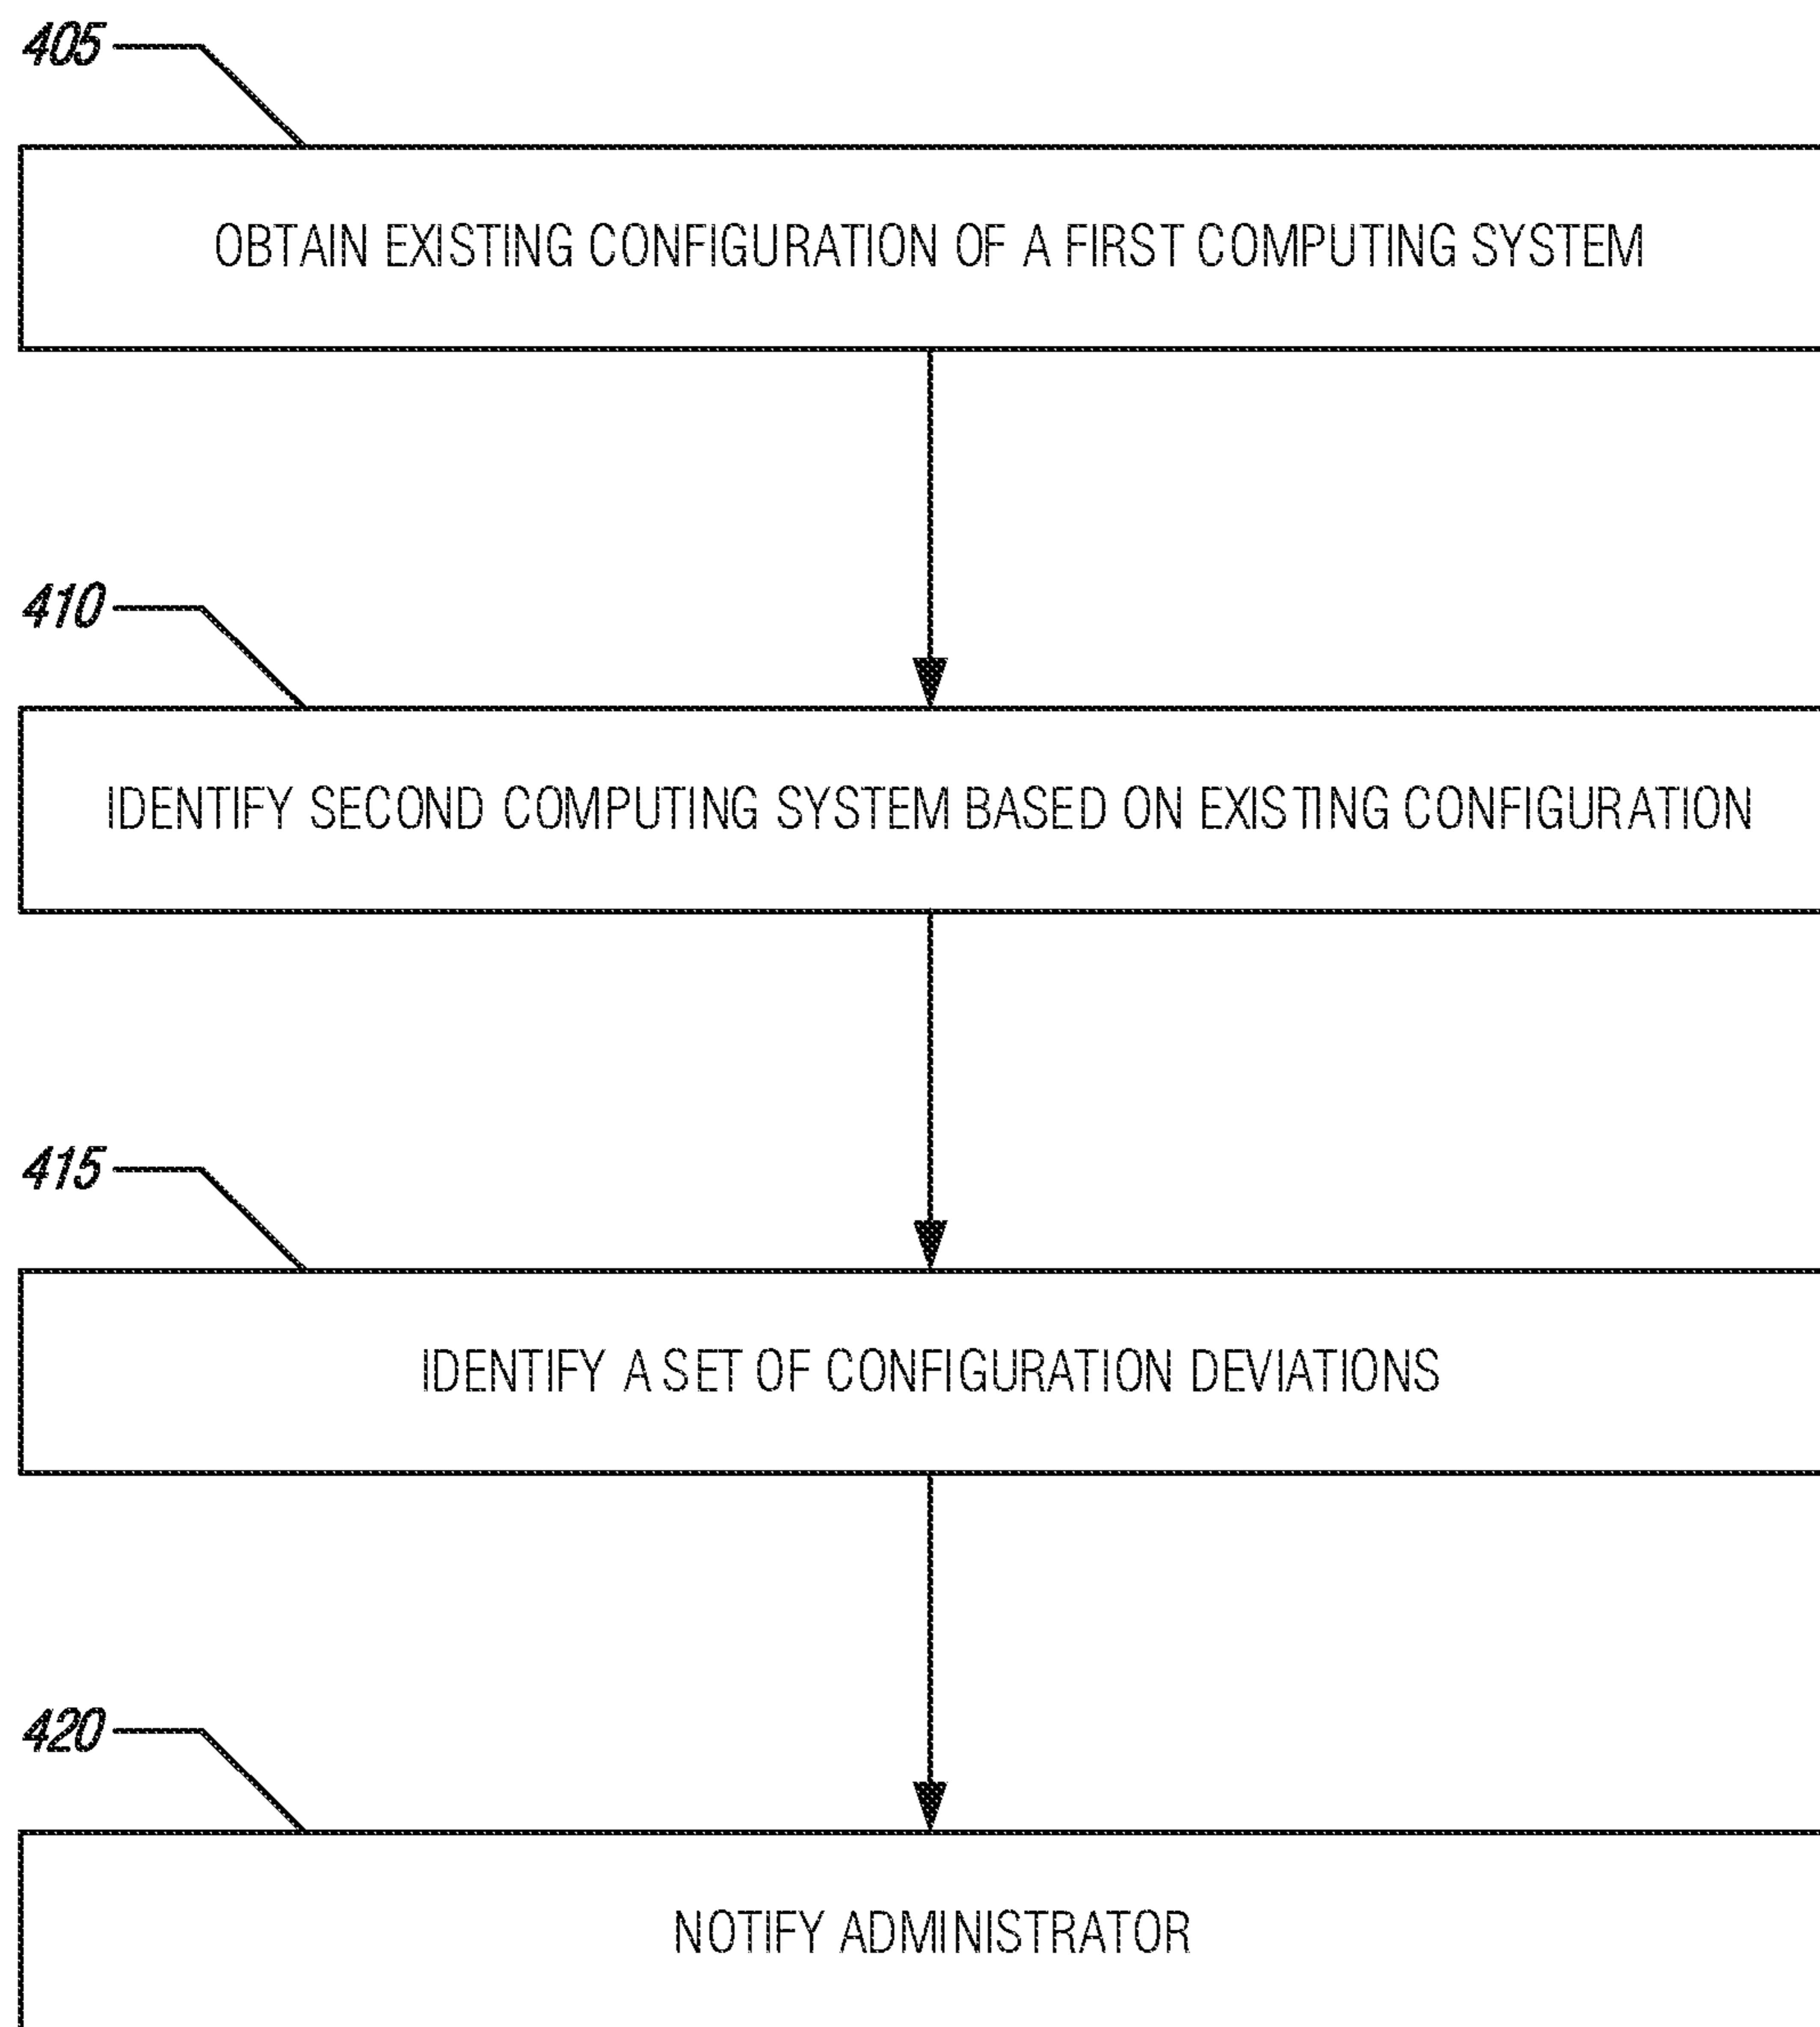 405
OBTAIN EXISTING CONFIGURATION OF A FIRST COMPUTING SYSTEM
410
IDENTIFY SECOND COMPUTING SYSTEM BASED ON EXISTING CONFIGURATION
415
IDENTIFY A SET OF CONFIGURATION DEVIATIONS
420
NOTIFY ADMINISTRATOR